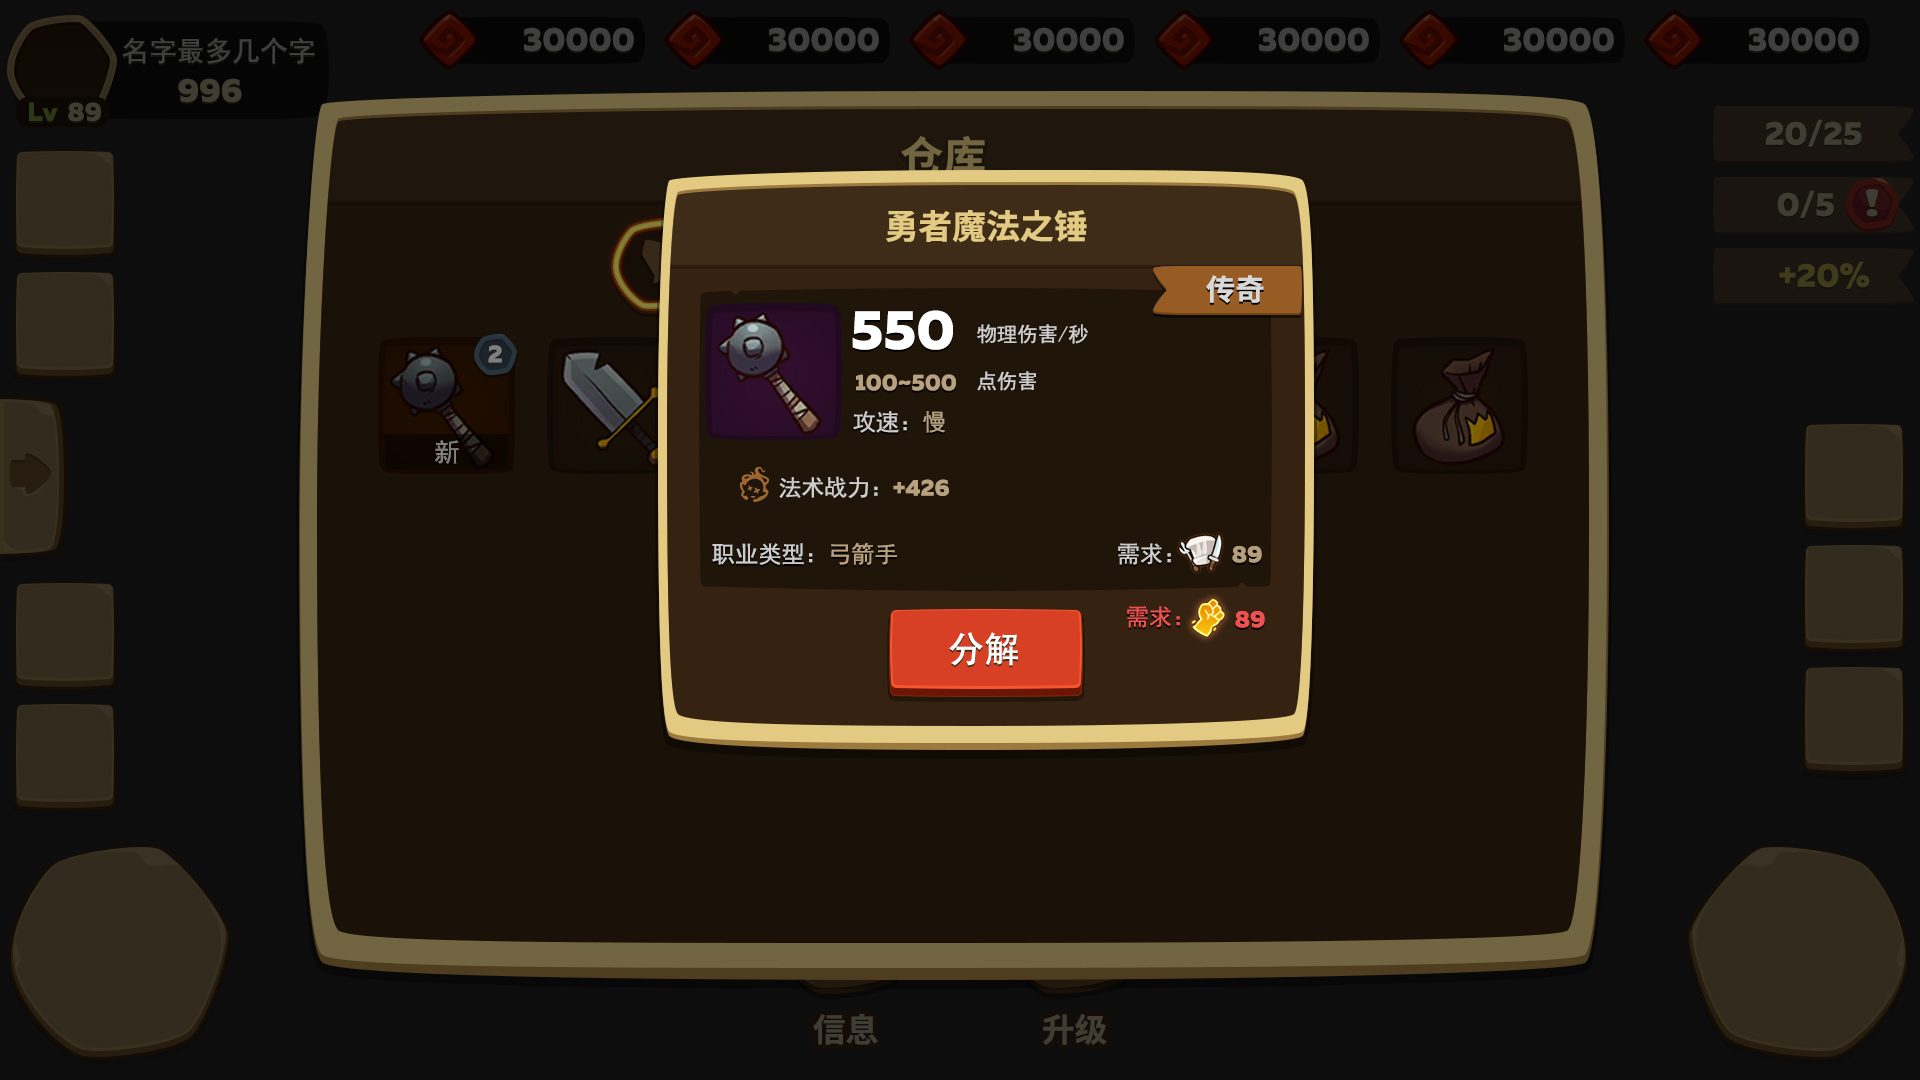 名字最多几个字
996
Lv 89
30000
30000
30000
30000
30000
30000
20/25
0/5
+20%
仓库
2
新
勇者魔法之锤
传奇
550 物理伤害/秒
100~500 点伤害
攻速：慢
法术战力：+426
职业类型：弓箭手
需求：89
需求：89
分解
信息
升级